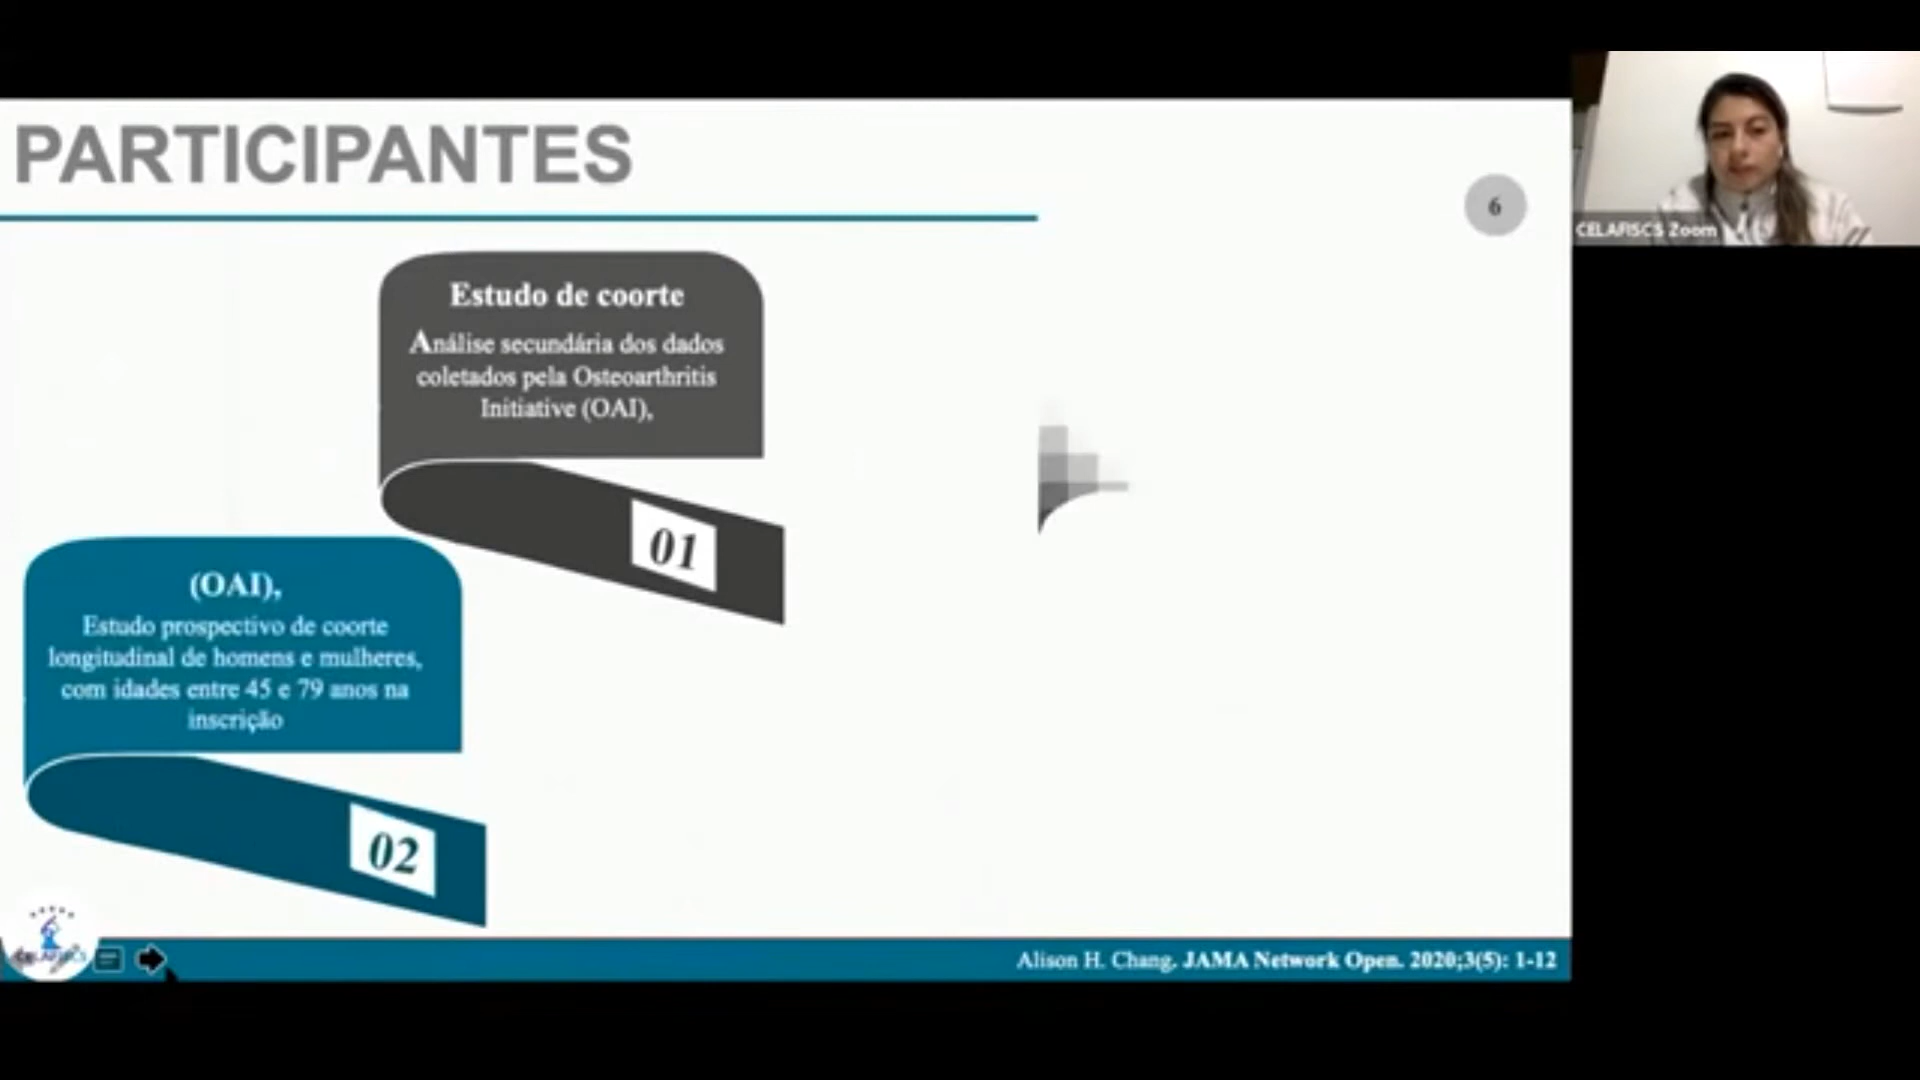 PARTICIPANTES
6
CELAFISCS Zoom
Estudo de coorte
Análise secundária dos dados
coletados pela Osteoarthritis
Initiative (OAI),
01
(OAI),
Estudo prospectivo de coorte
longitudinal de homens e mulheres,
com idades entre 45 e 79 anos na
inscrição
02
CELAFISCS
Alison H. Chang. JAMA Network Open. 2020;3(5): 1-12